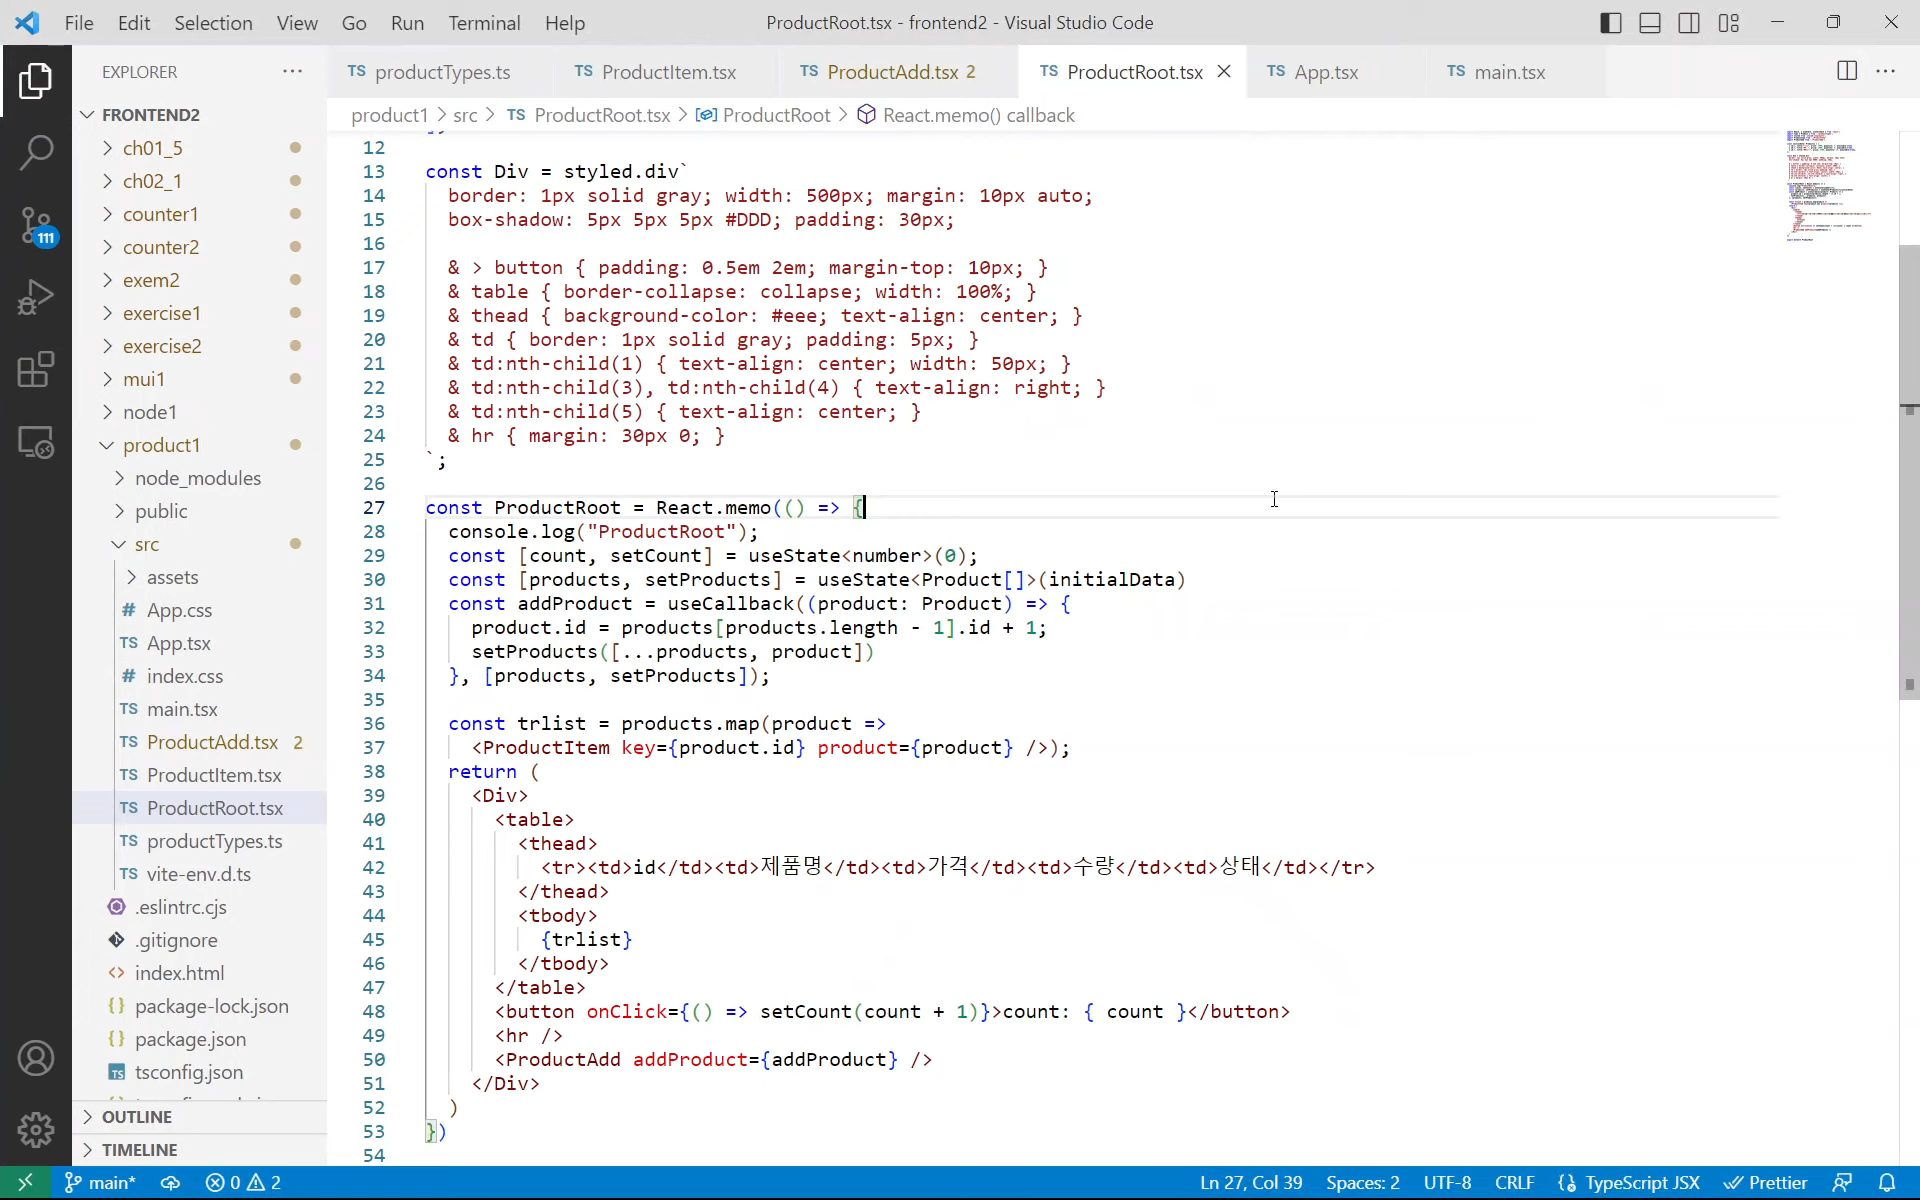 File Edit Selection View Go Run Terminal Help
ProductRoot.tsx - frontend2 - Visual Studio Code
EXPLORER
FRONTEND2
ch01_5
ch02_1
counter1
counter2
exem2
exercise1
exercise2
mui1
node1
product1
node_modules
public
src
assets
# App.css
TS App.tsx
# index.css
TS main.tsx
TS ProductAdd.tsx 2
TS ProductItem.tsx
TS ProductRoot.tsx
TS productTypes.ts
TS vite-env.d.ts
.eslintrc.cjs
.gitignore
<> index.html
{} package-lock.json
{} package.json
TS tsconfig.json
OUTLINE
TIMELINE
111
TS productTypes.ts TS ProductItem.tsx TS ProductAdd.tsx 2 TS ProductRoot.tsx TS App.tsx TS main.tsx
product1 > src > TS ProductRoot.tsx > ProductRoot > React.memo() callback
12
13 const Div = styled.div`
14 border: 1px solid gray; width: 500px; margin: 10px auto;
15 box-shadow: 5px 5px 5px #DDD; padding: 30px;
16
17 & > button { padding: 0.5em 2em; margin-top: 10px; }
18 & table { border-collapse: collapse; width: 100%; }
19 & thead { background-color: #eee; text-align: center; }
20 & td { border: 1px solid gray; padding: 5px; }
21 & td:nth-child(1) { text-align: center; width: 50px; }
22 & td:nth-child(3), td:nth-child(4) { text-align: right; }
23 & td:nth-child(5) { text-align: center; }
24 & hr { margin: 30px 0; }
25 `;
26
27 const ProductRoot = React.memo(() => {
28 console.log("ProductRoot");
29 const [count, setCount] = useState<number>(0);
30 const [products, setProducts] = useState<Product[]>(initialData)
31 const addProduct = useCallback((product: Product) => {
32 product.id = products[products.length - 1].id + 1;
33 setProducts([...products, product])
34 }, [products, setProducts]);
35
36 const trlist = products.map(product =>
37 <ProductItem key={product.id} product={product} />);
38 return (
39 <Div>
40 <table>
41 <thead>
42 <tr><td>id</td><td>제품명</td><td>가격</td><td>수량</td><td>상태</td></tr>
43 </thead>
44 <tbody>
45 {trlist}
46 </tbody>
47 </table>
48 <button onClick={() => setCount(count + 1)}>count: { count }</button>
49 <hr />
50 <ProductAdd addProduct={addProduct} />
51 </Div>
52 )
53 })
54
main* 0 2 Ln 27, Col 39 Spaces: 2 UTF-8 CRLF TypeScript JSX Prettier